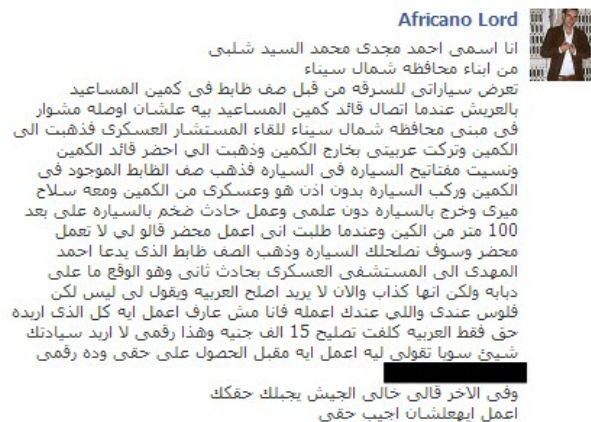 Africano Lord
انا اسمى احمد مجدى محمد السيد شلبى
من ابناء محافظه شمال سيناء
تعرض سياراتى للسرقه من قبل صف ظابط فى كمين المساعيد
بالعريش عندما اتصال قائد كمين المساعيد بيه علشان اوصله مشوار
فى مبنى محافظه شمال سيناء للقاء المستشار العسكرى فذهبت الى
الكمين وتركت عربيتى بخارج الكمين وذهبت الي احضر قائد الكمين
ونسيت مفتاتيح السياره فى السياره فذهب صف الظابط الموجود فى
الكمين وركب السياره بدون اذن هو وعسكرى من الكمين ومعه سلاح
ميرى وخرج بالسياره دون علمى وعمل حادث ضخم بالسياره على بعد
100 متر من الكين وعندما طلبت انى اعمل محضر قالو لي لا تعمل
محضر وسوف نصلحلك السياره وذهب الصف ظابط الذى يدعا احمد
المهدى الى المستشفى العسكرى بحادث ثانى وهو الوقع ما على
دبابه ولكن انها كذاب والان لا يريد اصلح العربيه ويقول لى ليس لكن
فلوس عندى واللي عندك اعمله فانا مش عارف اعمل ايه كل الذى اريده
حق فقط العربيه كلفت تصليح 15 الف جنيه وهذا رقمى لا اريد سيادتك
شيئ سويا تقولى ليه اعمل ايه مقبل الحصول على حقى وده رقمى
وفى الاخر قالى خالى الجيش يجبلك حقكك
اعمل ايهعلشان اجيب حقى